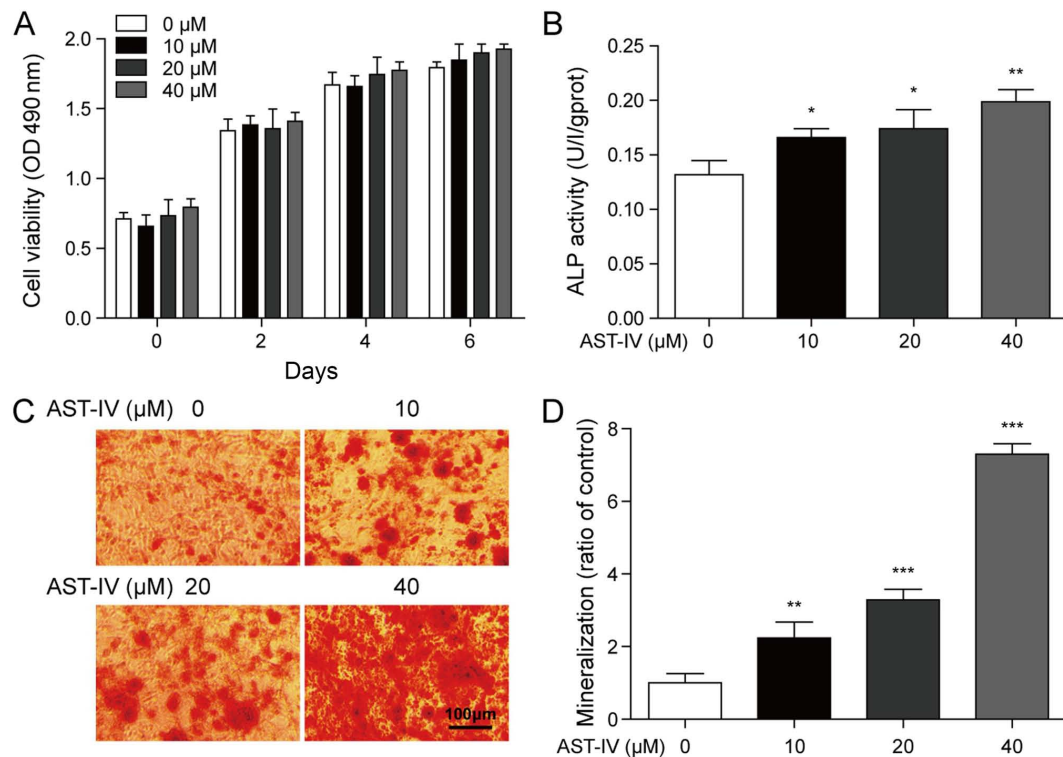 A
0 µM
10 µM
20 µM
40 µM
Cell viability (OD 490 nm)
2.0
1.5
1.0
0.5
0.0
0 2 4 6
Days
B
ALP activity (U/l/gprot)
0.25
0.20
0.15
0.10
0.05
0.00
* * **
AST-IV (µM) 0 10 20 40
C
AST-IV (µM) 0 10
AST-IV (µM) 20 40
100µm
D
Mineralization (ratio of control)
8
6
4
2
0
** *** ***
AST-IV (µM) 0 10 20 40